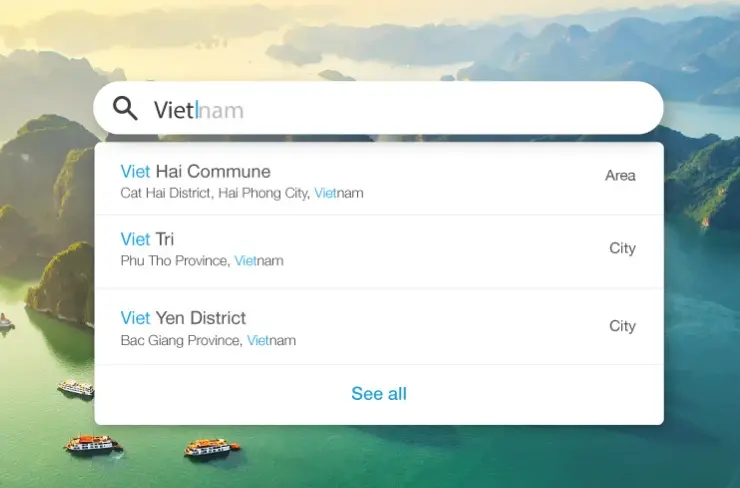 Vietnam
Viet Hai Commune
Area
Cat Hai District, Hai Phong City, Vietnam
Viet Tri
City
Phu Tho Province, Vietnam
Viet Yen District
City
Bac Giang Province, Vietnam
See all